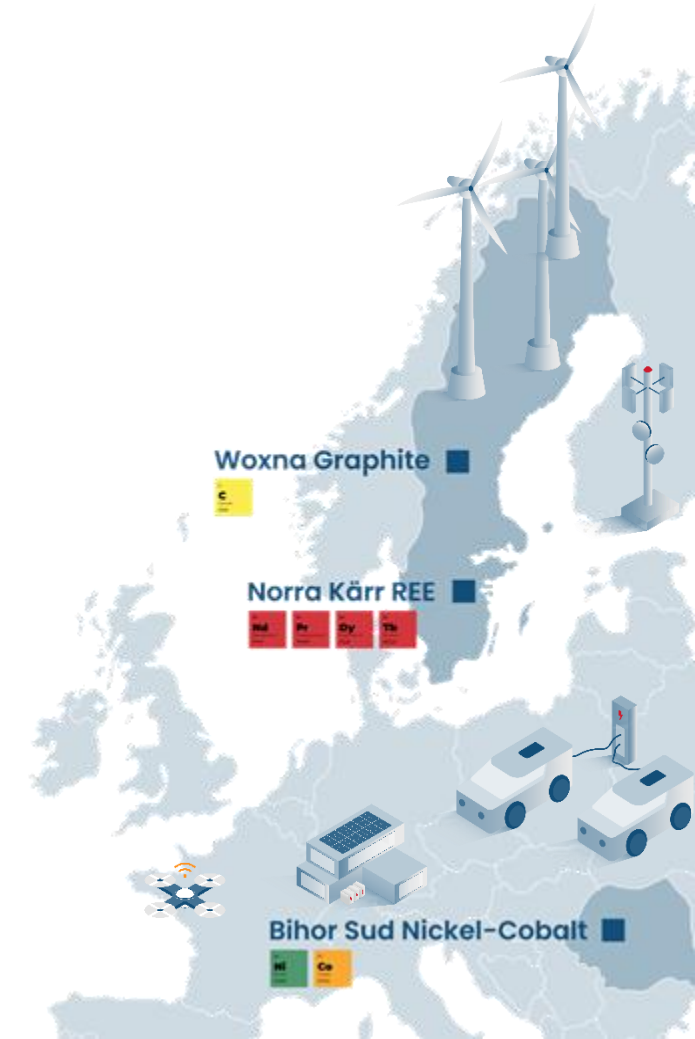 Woxna Graphite
C
Norra Kärr REE
Nd Pr Dy Tb
Bihor Sud Nickel-Cobalt
Ni Co